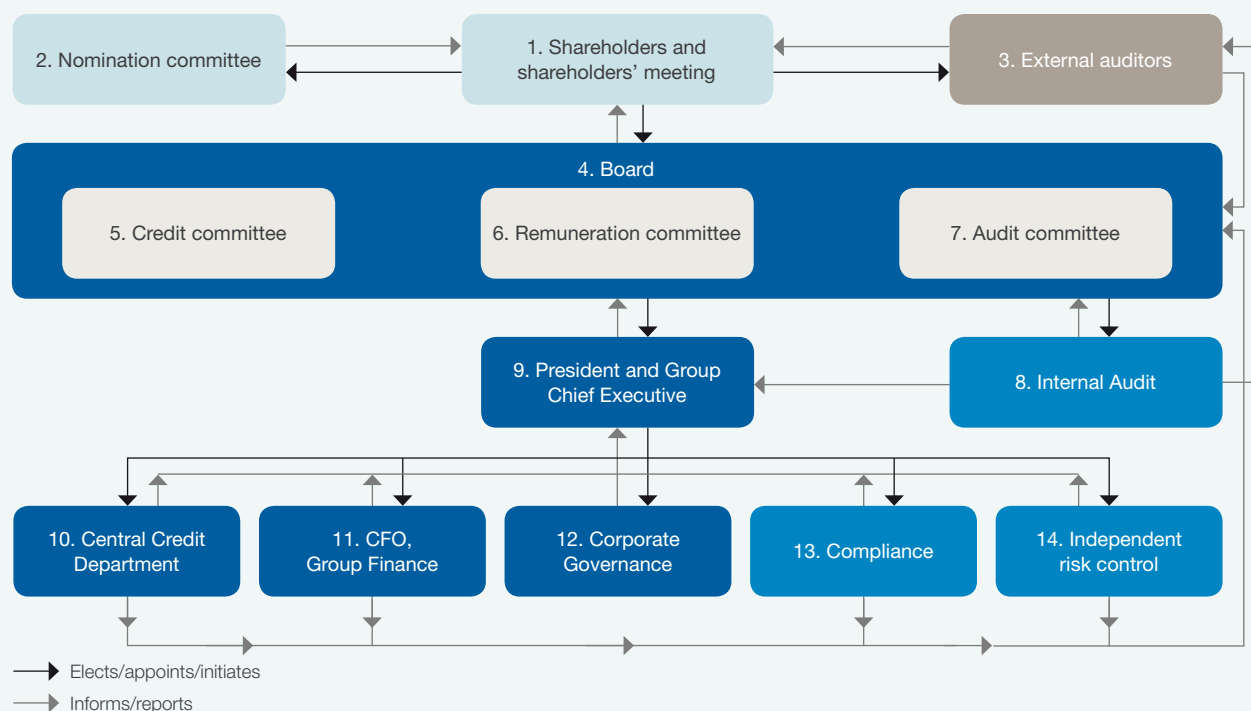 2. Nomination committee
1. Shareholders and
shareholders’ meeting
3. External auditors
4. Board
5. Credit committee
6. Remuneration committee
7. Audit committee
9. President and Group
Chief Executive
8. Internal Audit
10. Central Credit
Department
11. CFO,
Group Finance
12. Corporate
Governance
13. Compliance
14. Independent
risk control
Elects/appoints/initiates
Informs/reports